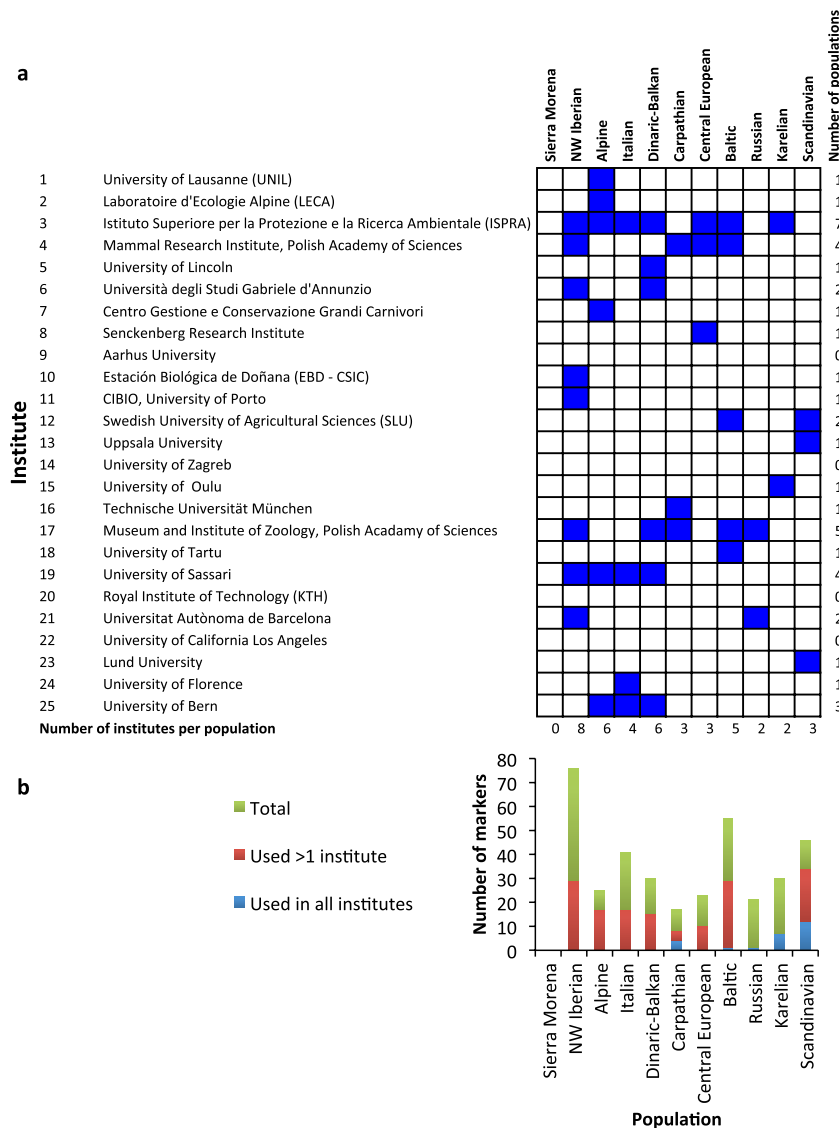 a
Sierra Morena
NW Iberian
Alpine
Italian
Dinaric-Balkan
Carpathian
Central European
Baltic
Russian
Karelian
Scandinavian
Number of populations
Institute
1 University of Lausanne (UNIL) 1
2 Laboratoire d'Ecologie Alpine (LECA) 1
3 Istituto Superiore per la Protezione e la Ricerca Ambientale (ISPRA) 7
4 Mammal Research Institute, Polish Academy of Sciences 4
5 University of Lincoln 1
6 Università degli Studi Gabriele d'Annunzio 2
7 Centro Gestione e Conservazione Grandi Carnivori 1
8 Senckenberg Research Institute 1
9 Aarhus University 0
10 Estación Biológica de Doñana (EBD - CSIC) 1
11 CIBIO, University of Porto 1
12 Swedish University of Agricultural Sciences (SLU) 2
13 Uppsala University 1
14 University of Zagreb 0
15 University of Oulu 1
16 Technische Universität München 1
17 Museum and Institute of Zoology, Polish Acadamy of Sciences 5
18 University of Tartu 1
19 University of Sassari 4
20 Royal Institute of Technology (KTH) 0
21 Universitat Autònoma de Barcelona 2
22 University of California Los Angeles 0
23 Lund University 1
24 University of Florence 1
25 University of Bern 3
Number of institutes per population 0 8 6 4 6 3 3 5 2 2 3
b
Total
Used >1 institute
Used in all institutes
Number of markers
80
70
60
50
40
30
20
10
0
Sierra Morena
NW Iberian
Alpine
Italian
Dinaric-Balkan
Carpathian
Central European
Baltic
Russian
Karelian
Scandinavian
Population